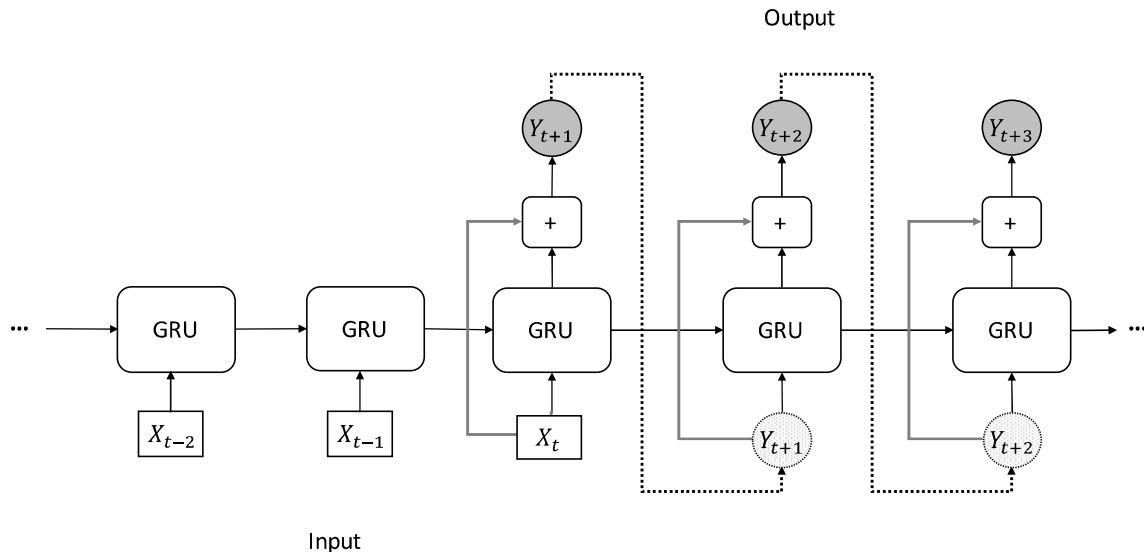 Output
Y_{t+1} Y_{t+2} Y_{t+3}
+ + +
... GRU GRU GRU GRU GRU ...
X_{t-2} X_{t-1} X_t Y_{t+1} Y_{t+2}
Input